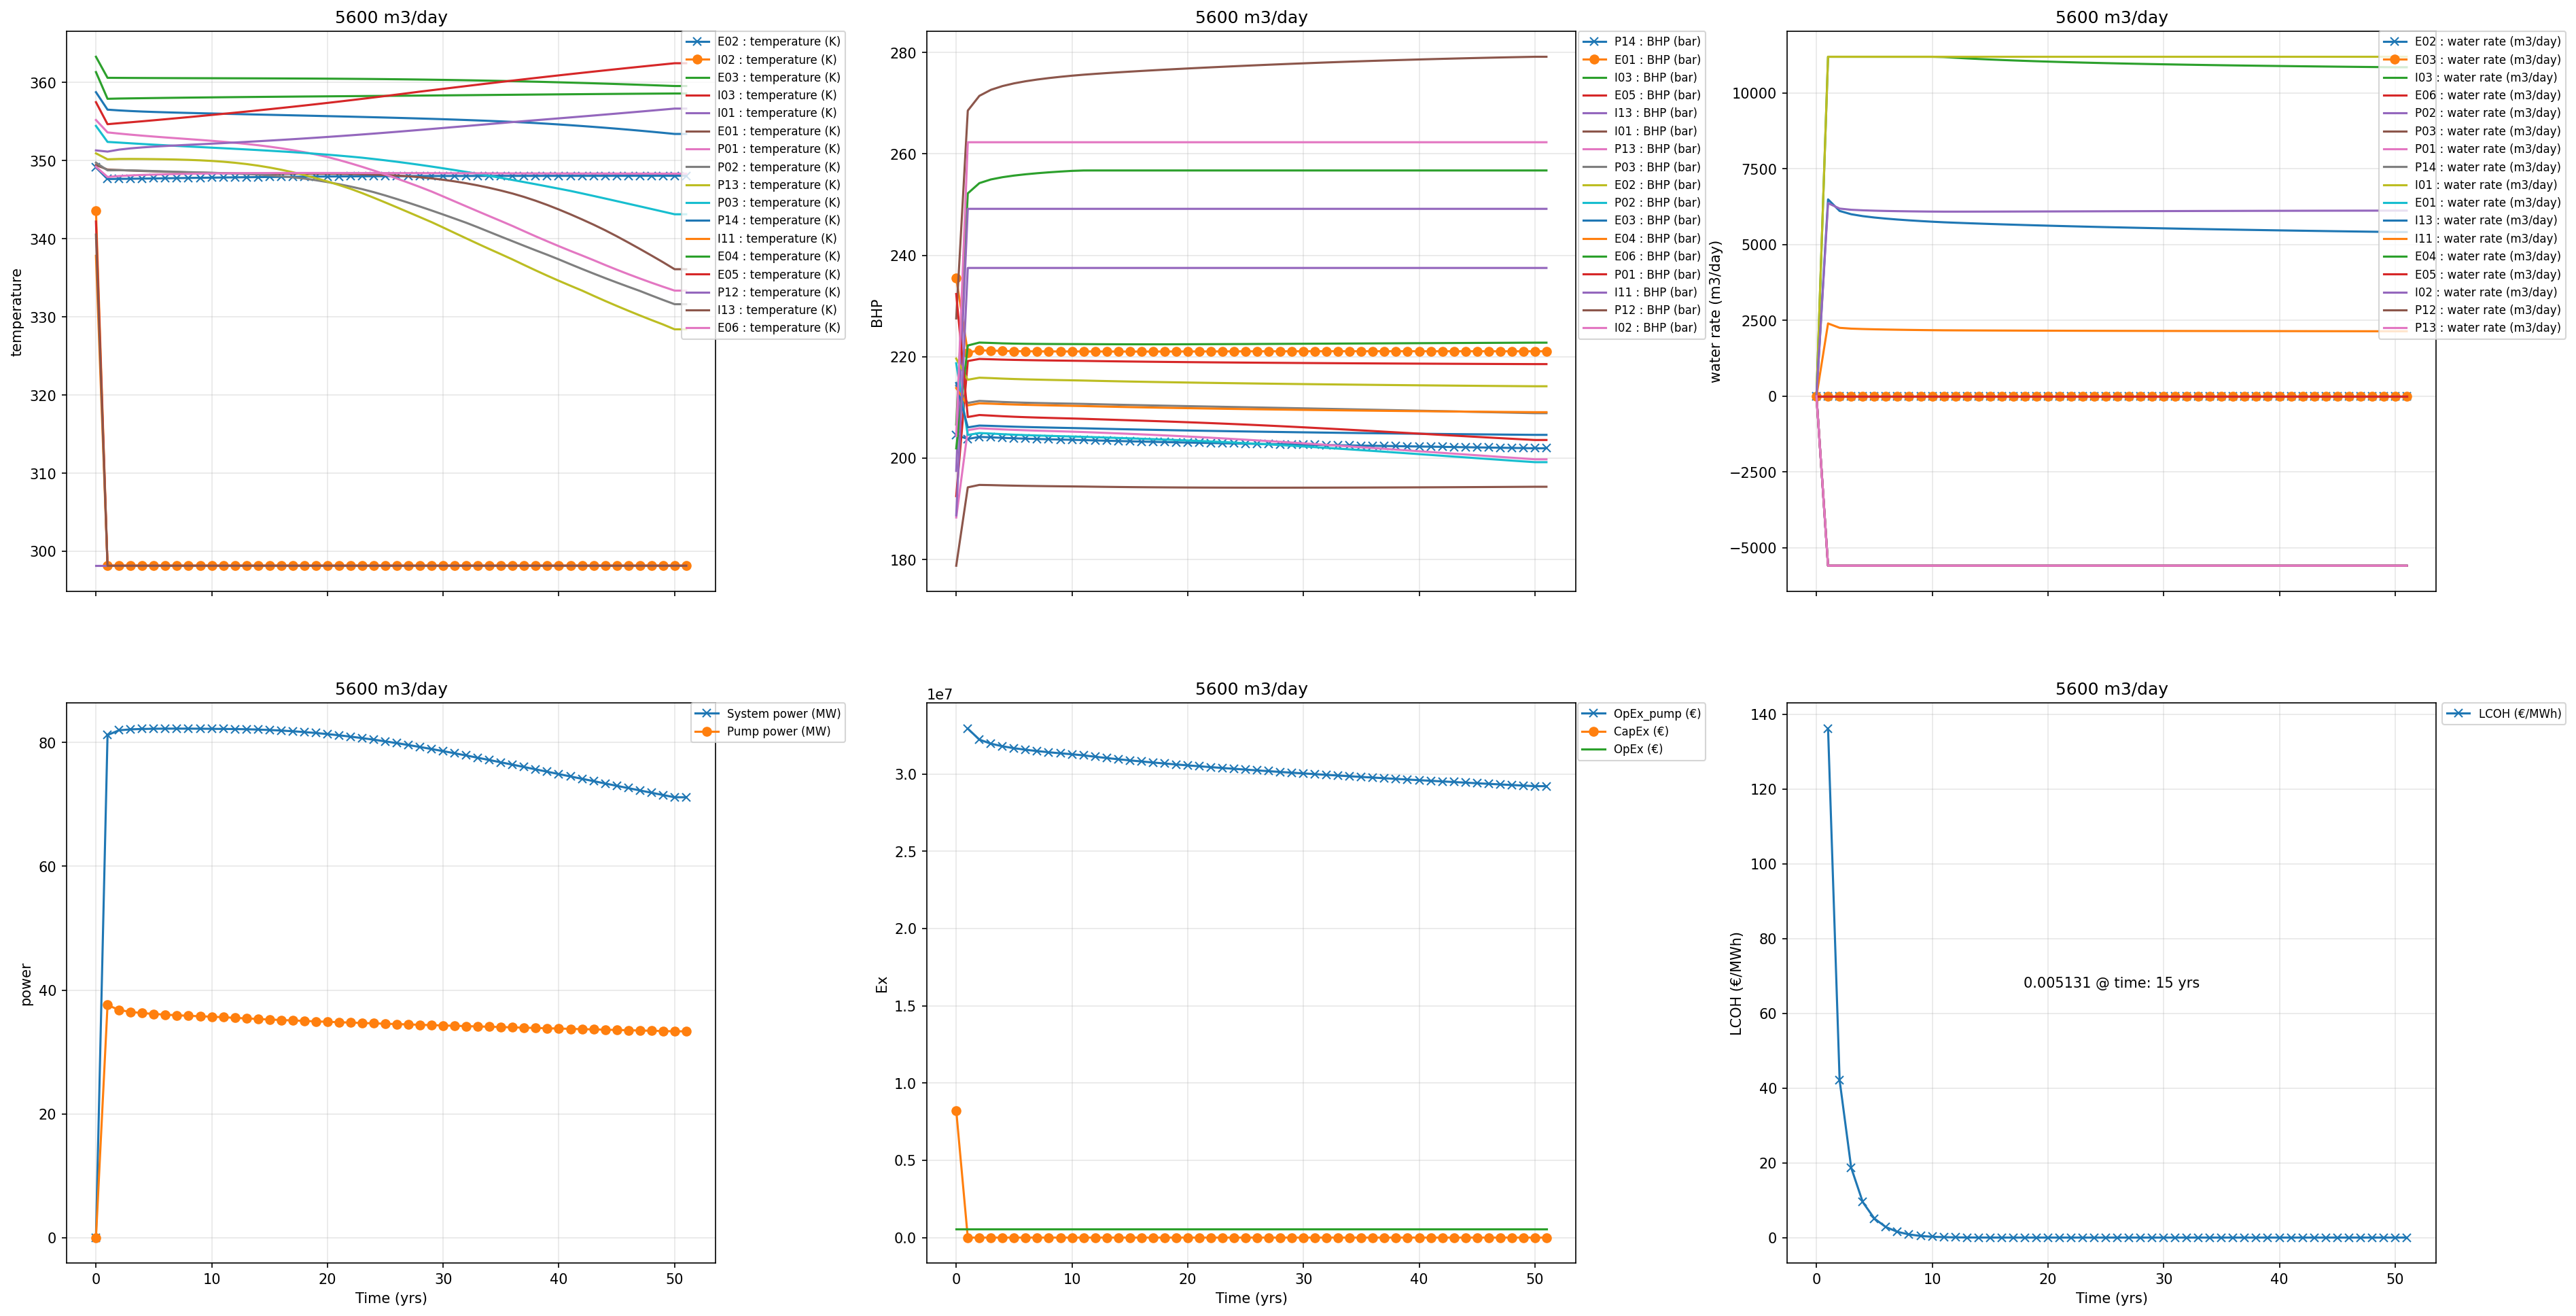 5600 m3/day
temperature
360
350
340
330
320
310
300
E02 : temperature (K)
I02 : temperature (K)
E03 : temperature (K)
I03 : temperature (K)
I01 : temperature (K)
E01 : temperature (K)
P01 : temperature (K)
P02 : temperature (K)
P13 : temperature (K)
P03 : temperature (K)
P14 : temperature (K)
I11 : temperature (K)
E04 : temperature (K)
E05 : temperature (K)
P12 : temperature (K)
I13 : temperature (K)
E06 : temperature (K)
5600 m3/day
BHP
280
260
240
220
200
180
P14 : BHP (bar)
E01 : BHP (bar)
I03 : BHP (bar)
E05 : BHP (bar)
I13 : BHP (bar)
I01 : BHP (bar)
P13 : BHP (bar)
P03 : BHP (bar)
E02 : BHP (bar)
P02 : BHP (bar)
E03 : BHP (bar)
E04 : BHP (bar)
E06 : BHP (bar)
P01 : BHP (bar)
I11 : BHP (bar)
P12 : BHP (bar)
I02 : BHP (bar)
5600 m3/day
water rate (m3/day)
10000
7500
5000
2500
0
−2500
−5000
E02 : water rate (m3/day)
E03 : water rate (m3/day)
I03 : water rate (m3/day)
E06 : water rate (m3/day)
P02 : water rate (m3/day)
P03 : water rate (m3/day)
P01 : water rate (m3/day)
P14 : water rate (m3/day)
I01 : water rate (m3/day)
E01 : water rate (m3/day)
I13 : water rate (m3/day)
I11 : water rate (m3/day)
E04 : water rate (m3/day)
E05 : water rate (m3/day)
I02 : water rate (m3/day)
P12 : water rate (m3/day)
P13 : water rate (m3/day)
5600 m3/day
power
80
60
40
20
0
System power (MW)
Pump power (MW)
0 10 20 30 40 50
Time (yrs)
5600 m3/day
1e7
Ex
3.0
2.5
2.0
1.5
1.0
0.5
0.0
OpEx_pump (€)
CapEx (€)
OpEx (€)
0 10 20 30 40 50
Time (yrs)
5600 m3/day
LCOH (€/MWh)
140
120
100
80
60
40
20
0
LCOH (€/MWh)
0.005131 @ time: 15 yrs
0 10 20 30 40 50
Time (yrs)